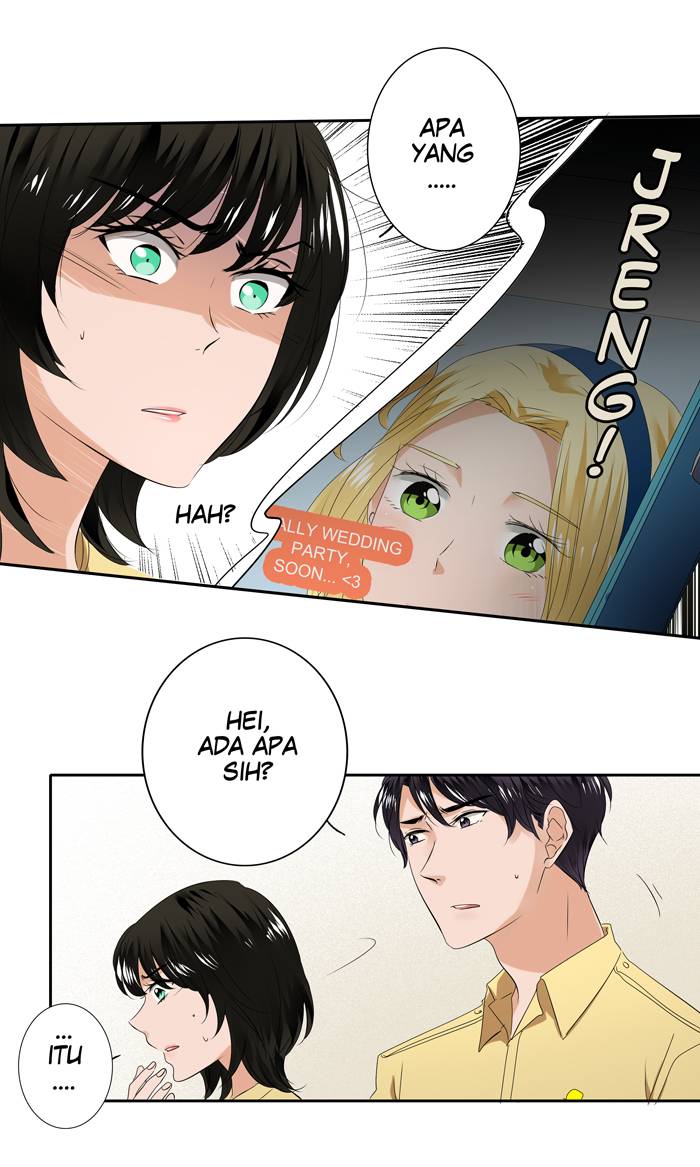 APA
YANG
.....
JRENG!
HAH?
ALLY WEDDING
PARTY,
SOON... <3
HEI,
ADA APA
SIH?
...
ITU
....